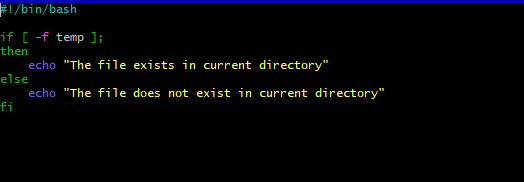 #!/bin/bash

if [ -f temp ];
then
    echo "The file exists in current directory"
else
    echo "The file does not exist in current directory"
fi